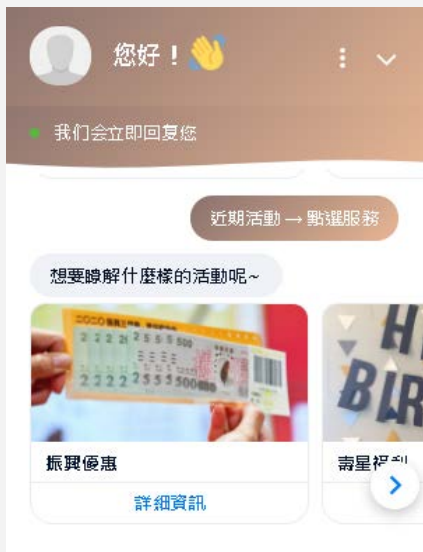 您好！👋
我们会立即回复您
近期活動 → 點選服務
想要瞭解什麼樣的活動呢~
振興優惠
詳細資訊
壽星福利